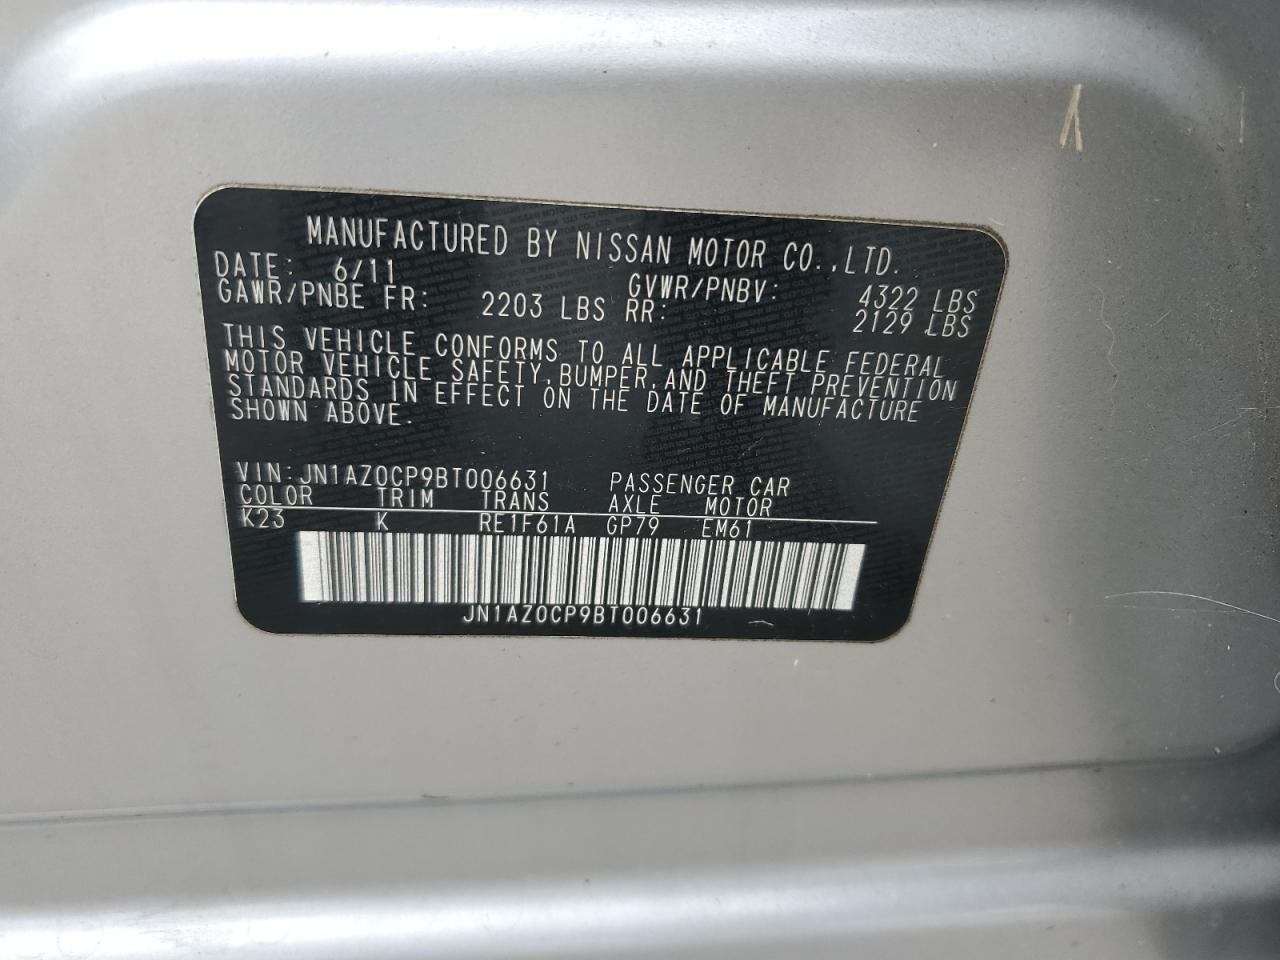 MANUFACTURED BY NISSAN MOTOR CO.,LTD.
DATE: 6/11 GVWR/PNBV: 4322 LBS
GAWR/PNBE FR: 2203 LBS RR: 2129 LBS
THIS VEHICLE CONFORMS TO ALL APPLICABLE FEDERAL
MOTOR VEHICLE SAFETY,BUMPER,AND THEFT PREVENTION
STANDARDS IN EFFECT ON THE DATE OF MANUFACTURE
SHOWN ABOVE.
VIN:JN1AZ0CP9BT006631 PASSENGER CAR
COLOR TRIM TRANS AXLE MOTOR
K23 K RE1F61A GP79 EM61
JN1AZ0CP9BT006631